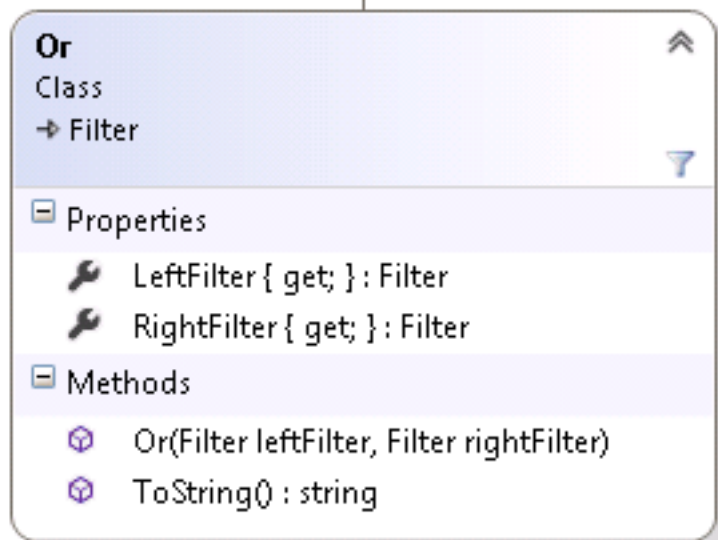 Or
Class
Filter
Properties
LeftFilter { get; } : Filter
RightFilter { get; } : Filter
Methods
Or(Filter leftFilter, Filter rightFilter)
ToString() : string